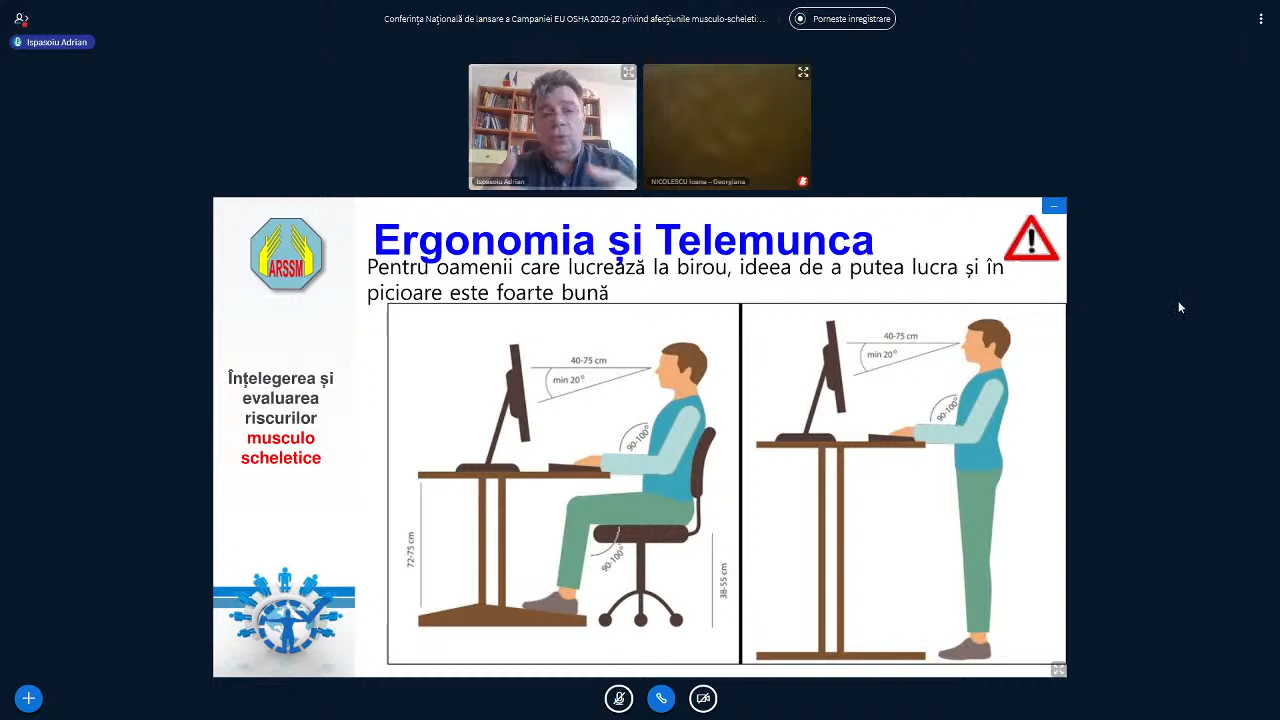 Conferința Națională de lansare a Campaniei EU OSHA 2020-22 privind afecțiunile musculo-scheleti...
Porneste inregistrare
Ispasoiu Adrian
Ispasoiu Adrian
NICOLESCU Ioana – Georgiana
ARSSM
Ergonomia și Telemunca
Pentru oamenii care lucrează la birou, ideea de a putea lucra și în
picioare este foarte bună
Înțelegerea și
evaluarea
riscurilor
musculo
scheletice
40-75 cm
min 20°
90-100°
72-75 cm
90-100°
38-55 cm
40-75 cm
min 20°
90-100°